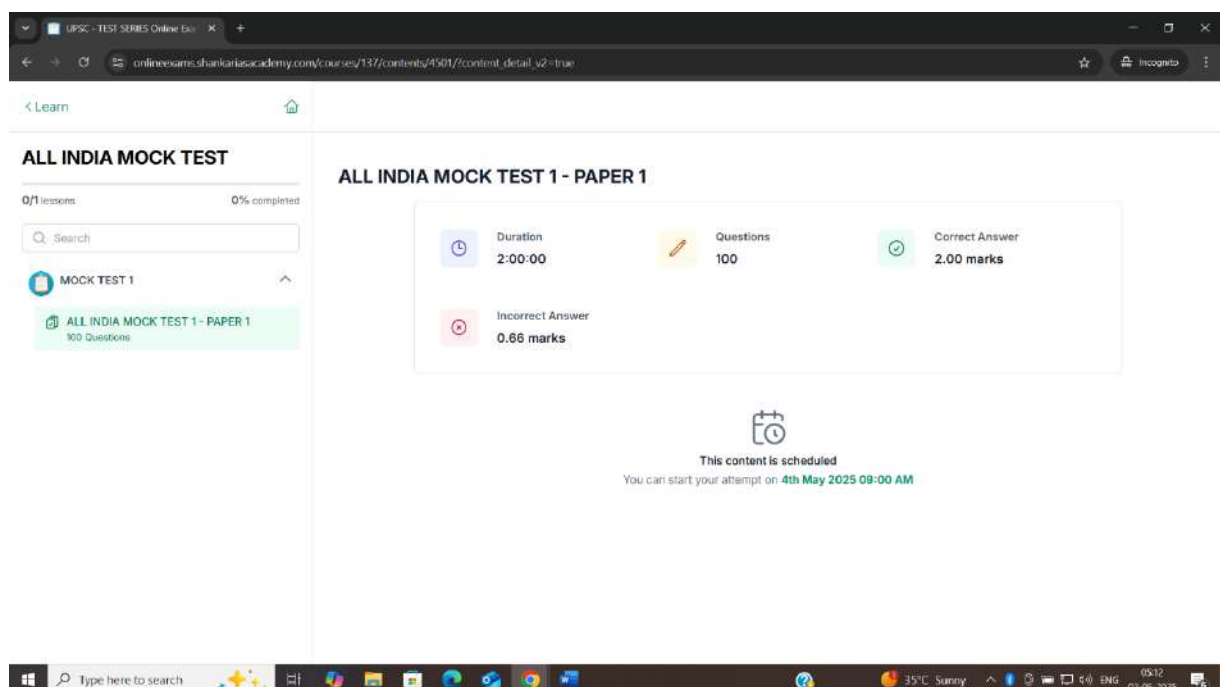 UPSC - TEST SERIES Online Exa
onlineexams.shankariasacademy.com/courses/137/contents/4501/?content_detail_v2=true
Incognito
< Learn
ALL INDIA MOCK TEST
0/1 lessons
0% completed
Search
MOCK TEST 1
ALL INDIA MOCK TEST 1 - PAPER 1
100 Questions
ALL INDIA MOCK TEST 1 - PAPER 1
Duration
2:00:00
Questions
100
Correct Answer
2.00 marks
Incorrect Answer
0.66 marks
This content is scheduled
You can start your attempt on 4th May 2025 09:00 AM
Type here to search
35°C Sunny
ENG
05:12